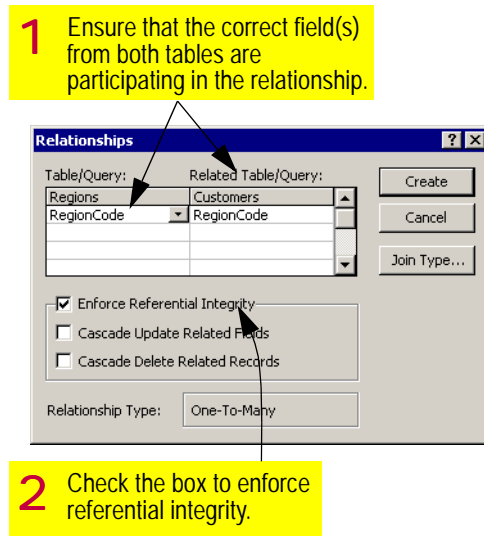 1 Ensure that the correct field(s)
from both tables are
participating in the relationship.
Relationships
Table/Query: Related Table/Query:
Regions Customers
RegionCode RegionCode
Create
Cancel
Join Type...
Enforce Referential Integrity
Cascade Update Related Fields
Cascade Delete Related Records
Relationship Type: One-To-Many
2 Check the box to enforce
referential integrity.